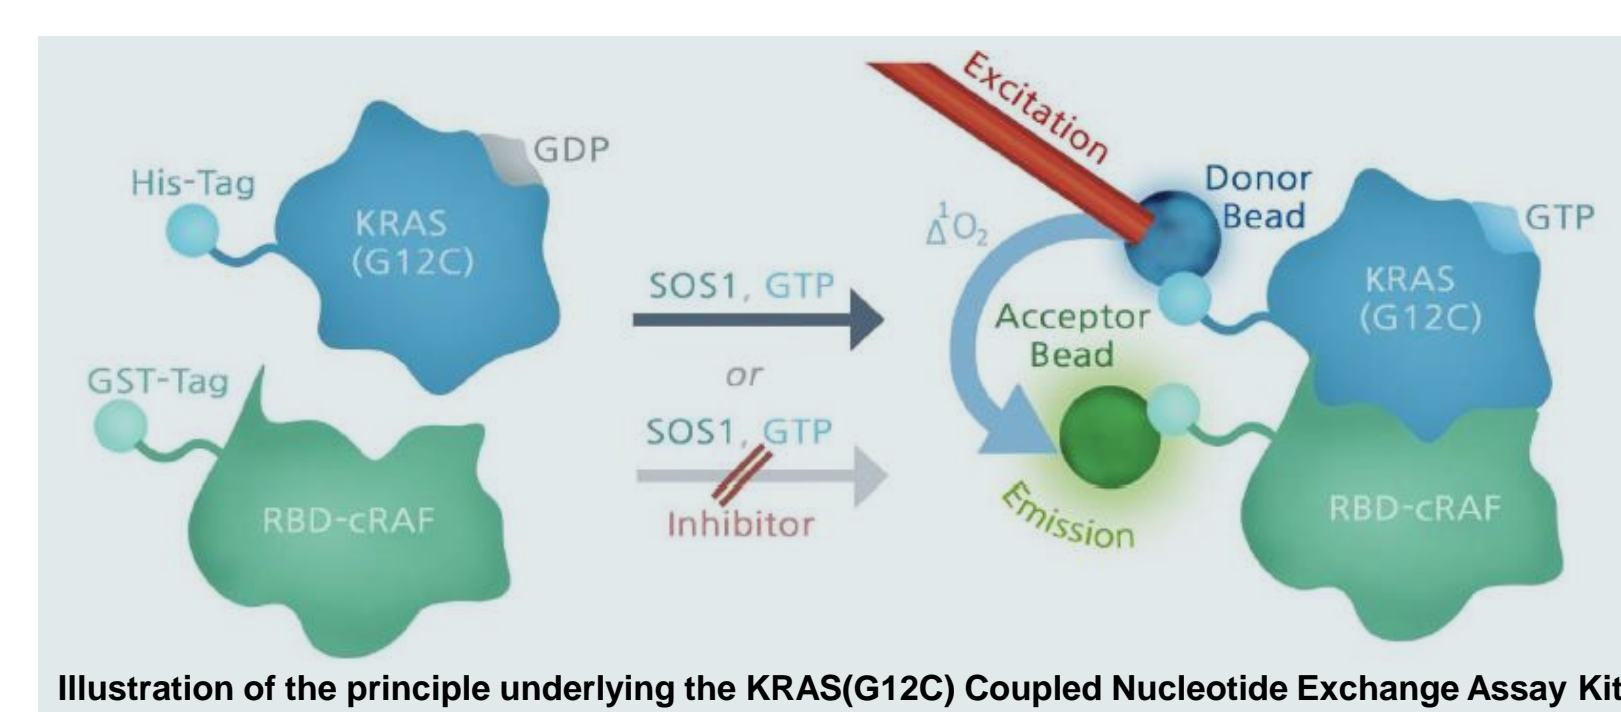 GDP
His-Tag
KRAS
(G12C)
GST-Tag
RBD-cRAF
SOS1, GTP
or
SOS1, GTP
Inhibitor
Excitation
Donor
Bead
GTP
¹ΔO₂
KRAS
(G12C)
Acceptor
Bead
Emission
RBD-cRAF
Illustration of the principle underlying the KRAS(G12C) Coupled Nucleotide Exchange Assay Kit